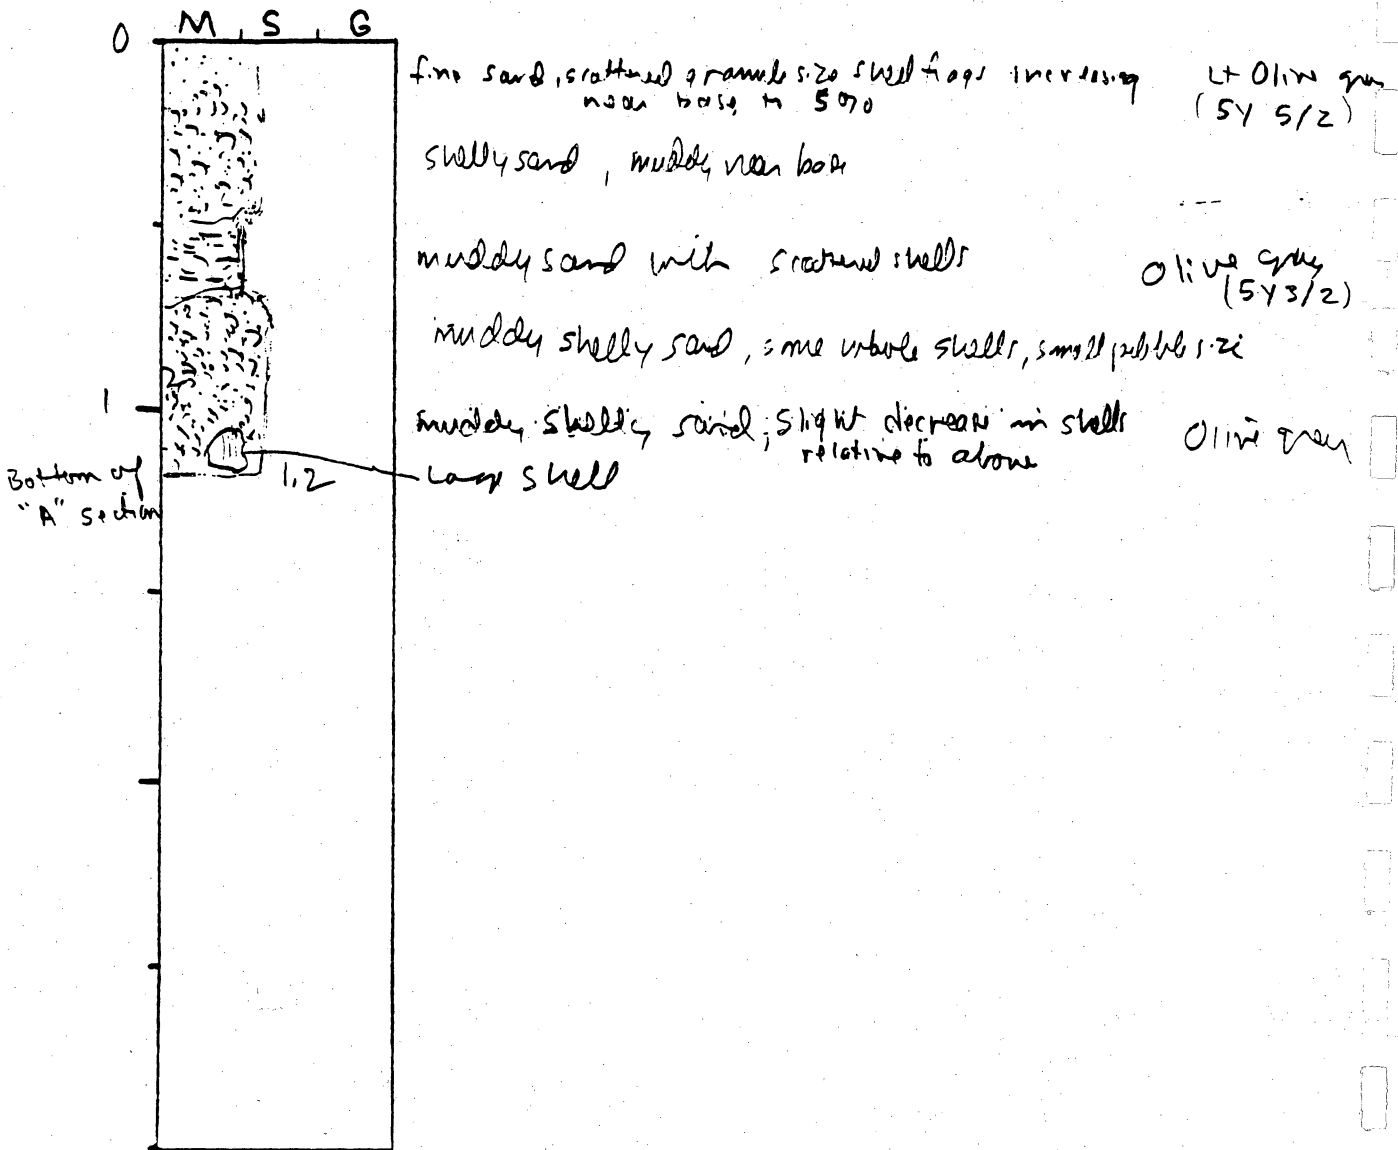 M S G
0
fine sand, scattered granule size shell frags increasing Lt Olive gray
near base to 50% (5Y 5/2)
shelly sand, muddy near base
muddy sand with scattered shells Olive gray
(5Y 3/2)
muddy shelly sand, some whole shells, small pebble size
1
muddy shelly sand; slight decrease in shells Olive gray
relative to above
Bottom of 1.2 Large shell
"A" section